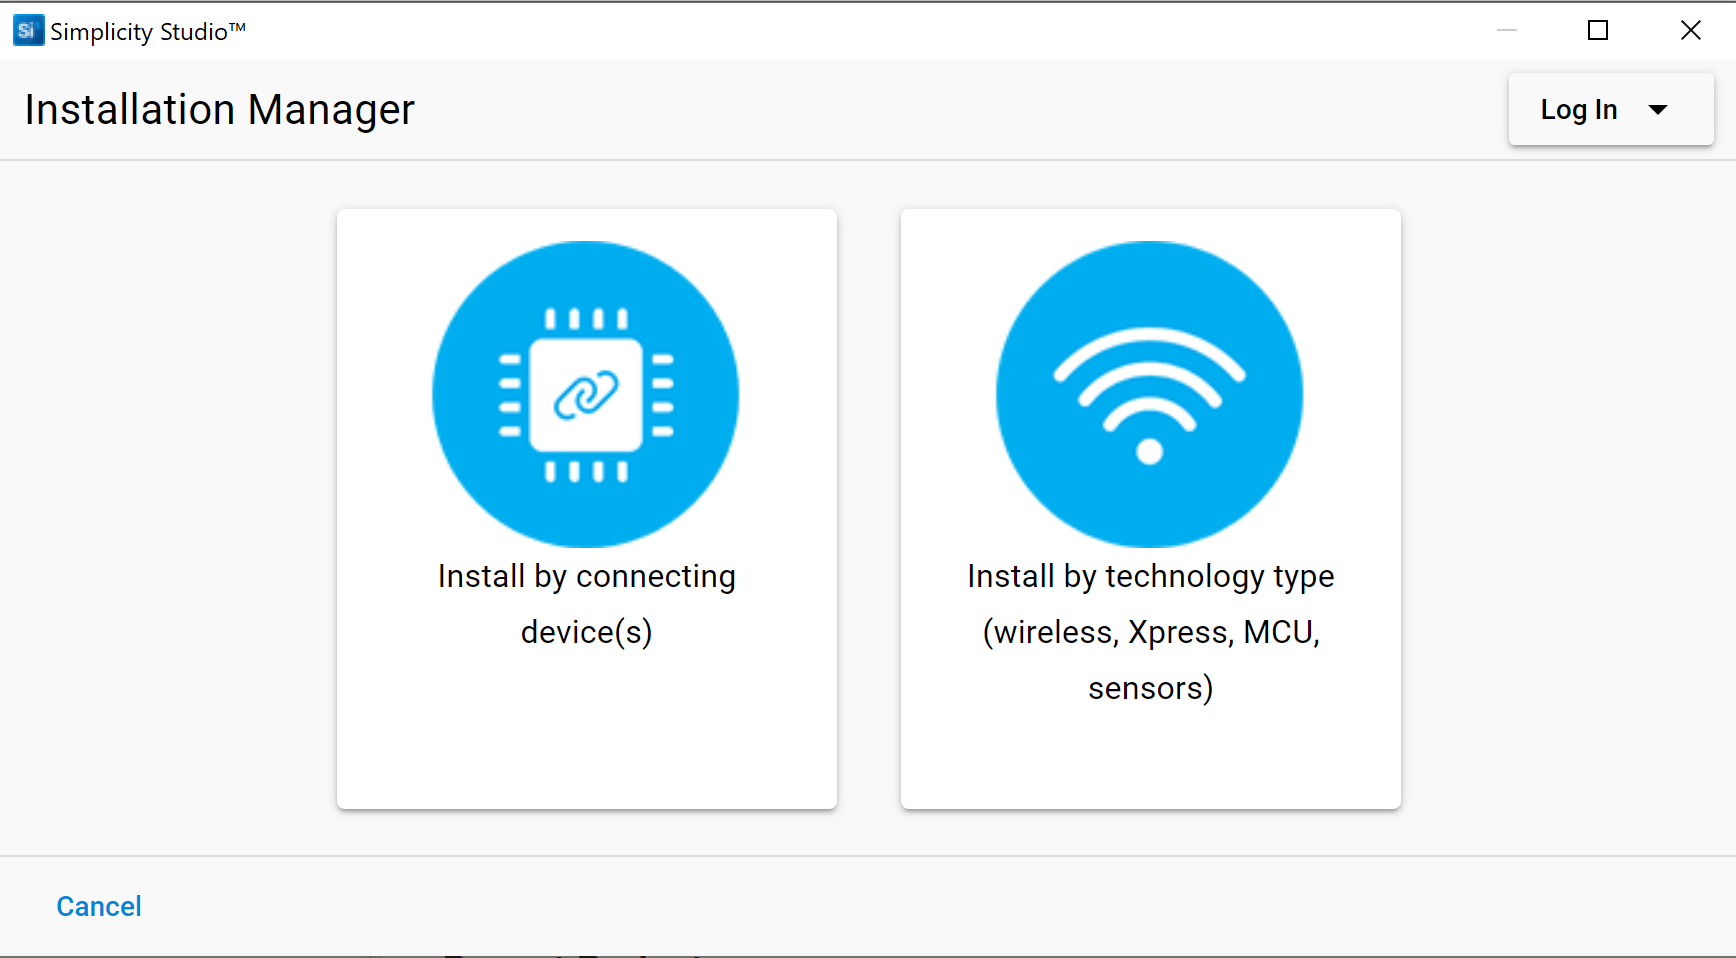 Si Simplicity Studio™
Installation Manager
Log In
Install by connecting
device(s)
Install by technology type
(wireless, Xpress, MCU,
sensors)
Cancel